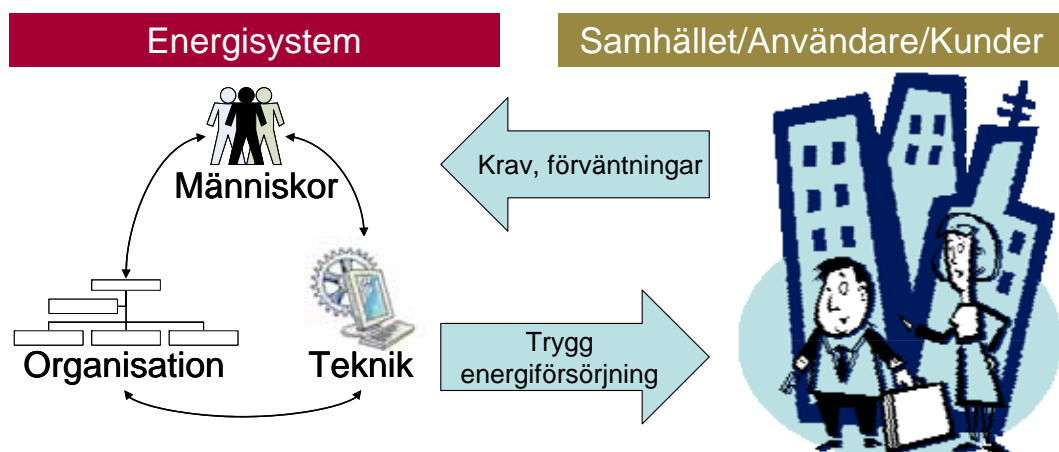 Energisystem
Samhället/Användare/Kunder
Människor
Krav, förväntningar
Organisation
Teknik
Trygg
energiförsörjning